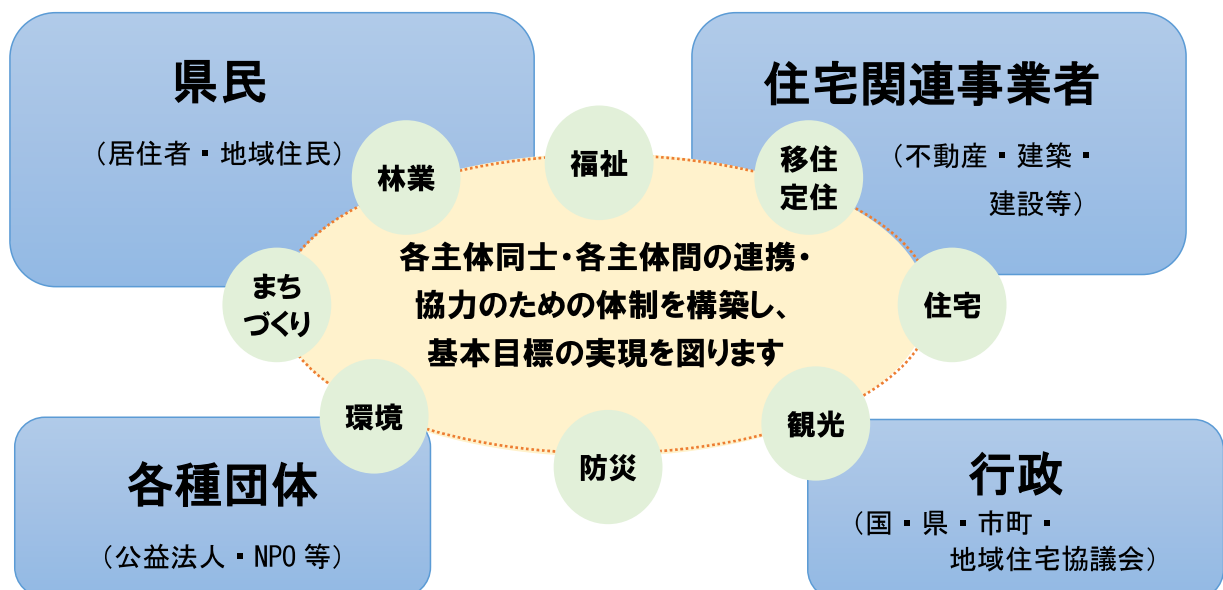 県民
（居住者・地域住民）
住宅関連事業者
（不動産・建築・
建設等）
林業
福祉
移住
定住
まち
づくり
各主体同士・各主体間の連携・
協力のための体制を構築し、
基本目標の実現を図ります
住宅
環境
防災
観光
各種団体
（公益法人・NPO 等）
行政
（国・県・市町・
地域住宅協議会）